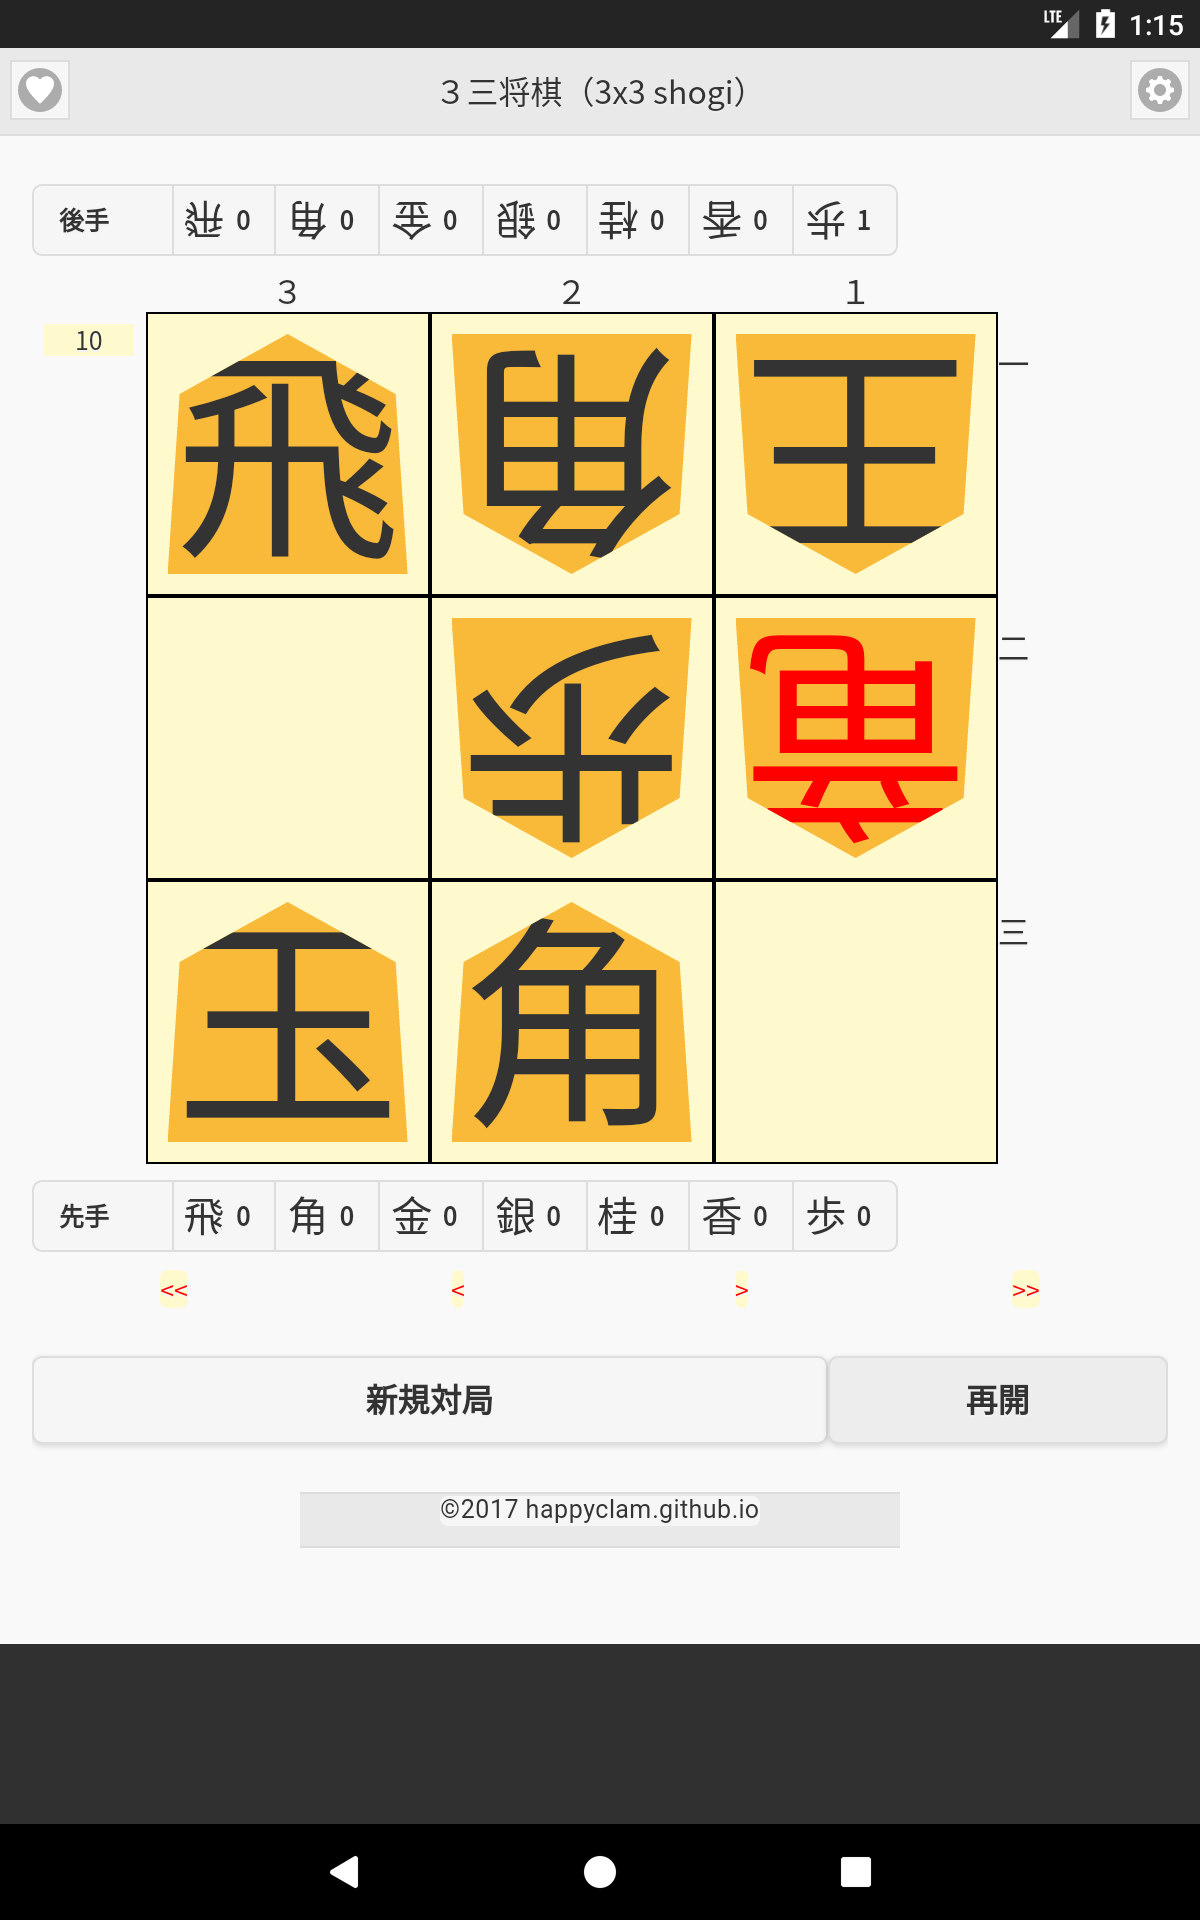 LTE 1:15
３三将棋（3x3 shogi）
後手 飛 0 角 0 金 0 銀 0 桂 0 香 0 歩 1
３ ２ １
10
飛 角 王 一
歩 竜 二
玉 角 三
先手 飛 0 角 0 金 0 銀 0 桂 0 香 0 歩 0
<< < > >>
新規対局 再開
©2017 happyclam.github.io